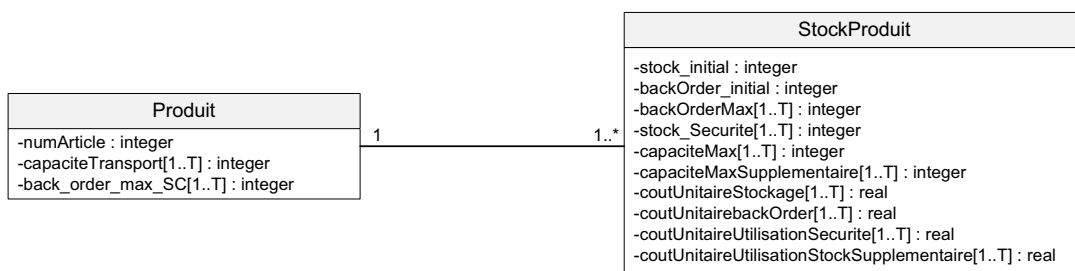 Produit
-numArticle : integer
-capaciteTransport[1..T] : integer
-back_order_max_SC[1..T] : integer
1
1..*
StockProduit
-stock_initial : integer
-backOrder_initial : integer
-backOrderMax[1..T] : integer
-stock_Securite[1..T] : integer
-capaciteMax[1..T] : integer
-capaciteMaxSupplementaire[1..T] : integer
-coutUnitaireStockage[1..T] : real
-coutUnitairebackOrder[1..T] : real
-coutUnitaireUtilisationSecurite[1..T] : real
-coutUnitaireUtilisationStockSupplementaire[1..T] : real